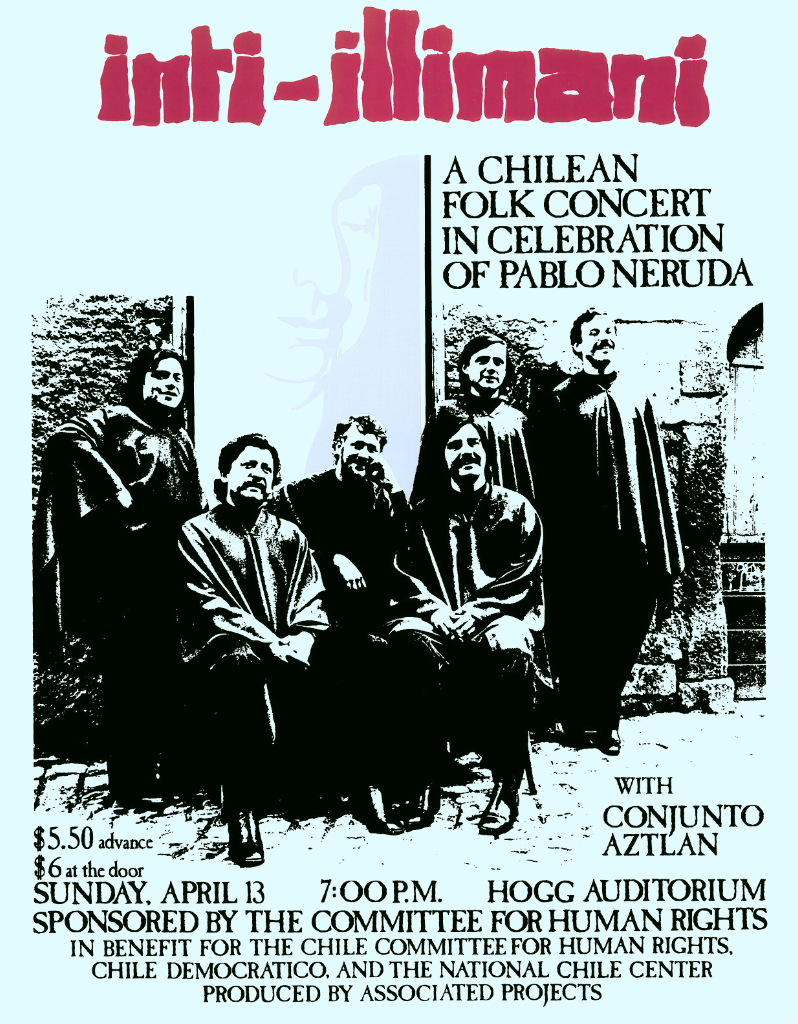 inti-illimani
A CHILEAN
FOLK CONCERT
IN CELEBRATION
OF PABLO NERUDA
WITH
CONJUNTO
AZTLAN
$5.50 advance
$6 at the door
SUNDAY, APRIL 13 7:00 P.M. HOGG AUDITORIUM
SPONSORED BY THE COMMITTEE FOR HUMAN RIGHTS
IN BENEFIT FOR THE CHILE COMMITTEE FOR HUMAN RIGHTS,
CHILE DEMOCRATICO, AND THE NATIONAL CHILE CENTER
PRODUCED BY ASSOCIATED PROJECTS